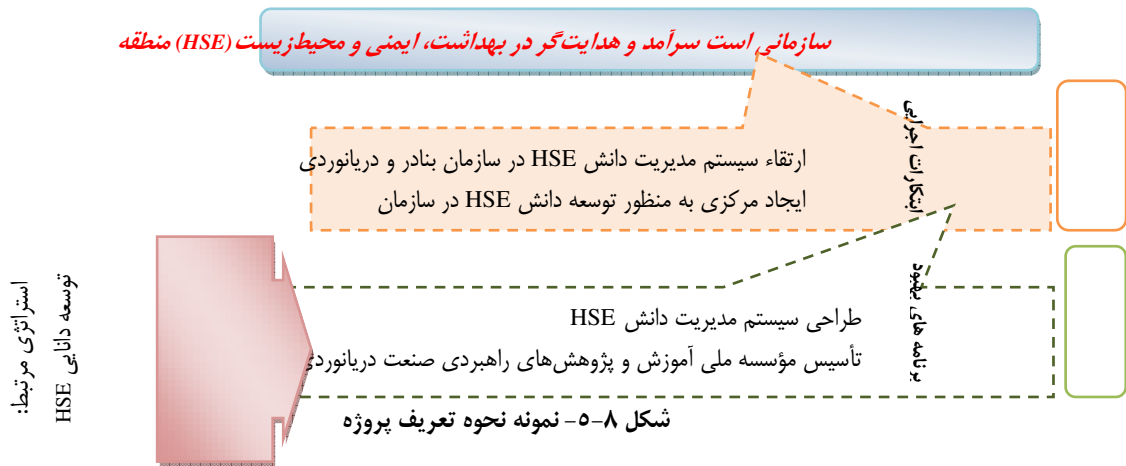 سازمانی است سرآمد و هدایت‌گر در بهداشت، ایمنی و محیط‌زیست (HSE) منطقه
ابتکارات اجرایی
ارتقاء سیستم مدیریت دانش HSE در سازمان بنادر و دریانوردی
ایجاد مرکزی به منظور توسعه دانش HSE در سازمان
برنامه های بهبود
طراحی سیستم مدیریت دانش HSE
تأسیس مؤسسه ملی آموزش و پژوهش‌های راهبردی صنعت دریانوردی
استراتژی مرتبط:
توسعه دانایی HSE
شکل ۸-۵- نمونه نحوه تعریف پروژه